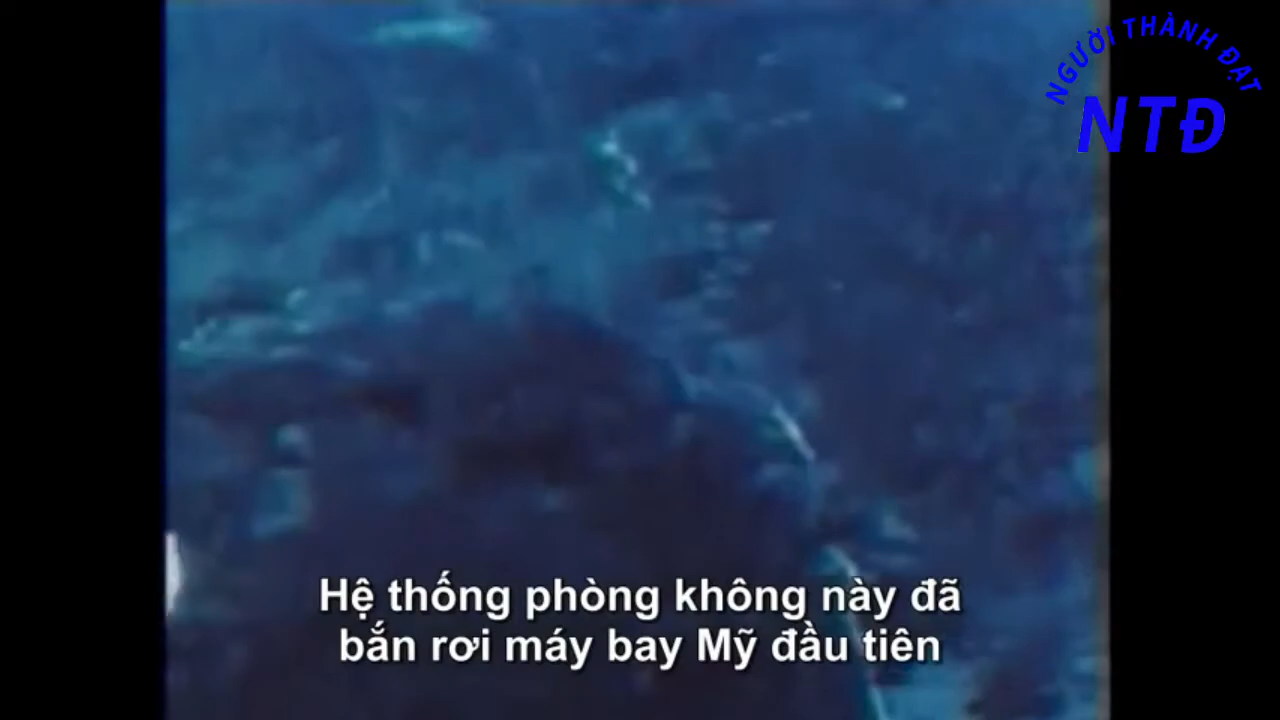 NGƯỜI THÀNH ĐẠT
NTĐ
Hệ thống phòng không này đã
bắn rơi máy bay Mỹ đầu tiên